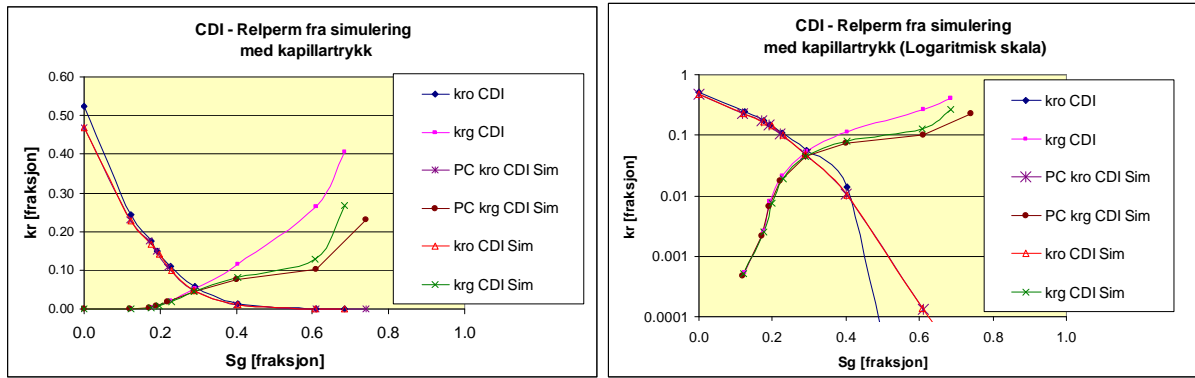 CDI - Relperm fra simulering
med kapillartrykk
0.60
0.50
0.40
0.30
0.20
0.10
0.00
0.0
0.2
0.4
0.6
0.8
1.0
kr [fraksjon]
Sg [fraksjon]
kro CDI
krg CDI
PC kro CDI Sim
PC krg CDI Sim
kro CDI Sim
krg CDI Sim
CDI - Relperm fra simulering
med kapillartrykk (Logaritmisk skala)
1
0.1
0.01
0.001
0.0001
0.0
0.2
0.4
0.6
0.8
1.0
kr [fraksjon]
Sg [fraksjon]
kro CDI
krg CDI
PC kro CDI Sim
PC krg CDI Sim
kro CDI Sim
krg CDI Sim